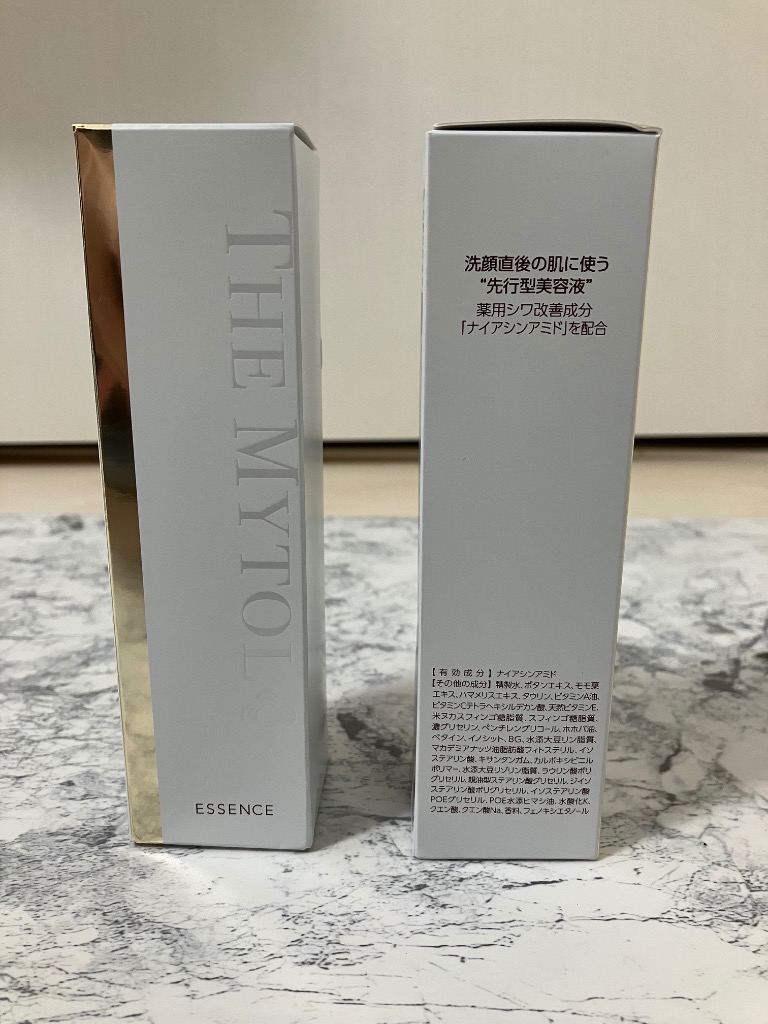 THE MYTOL
ESSENCE
洗顔直後の肌に使う
“先行型美容液”
薬用シワ改善成分
「ナイアシンアミド」を配合
【有効成分】ナイアシンアミド
【その他の成分】精製水、ボタンエキス、モモ葉
エキス、ハマメリスエキス、タウリン、ビタミンA油、
ビタミンCテトラヘキシルデカン酸、天然ビタミンE、
米ヌカスフィンゴ糖脂質、スフィンゴ糖脂質、
濃グリセリン、ペンチレングリコール、ホホバ油、
ベタイン、イノシット、BG、水添大豆リン脂質、
マカデミアナッツ油脂肪酸フィトステリル、イソ
ステアリン酸、キサンタンガム、カルボキシビニル
ポリマー、水添大豆リゾリン脂質、ラウリン酸ポリ
グリセリル、親油型ステアリン酸グリセリル、ジイソ
ステアリン酸ポリグリセリル、イソステアリン酸
POEグリセリル、POE水添ヒマシ油、水酸化K、
クエン酸、クエン酸Na、香料、フェノキシエタノール